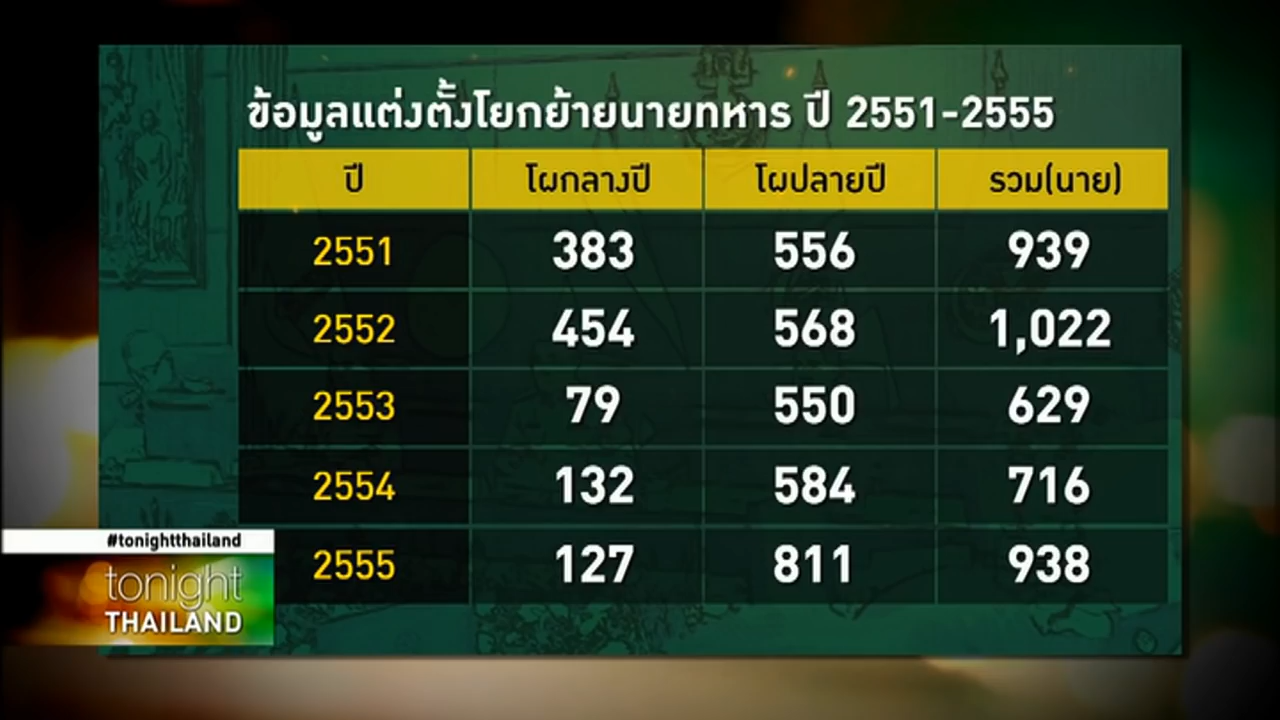 ข้อมูลแต่งตั้งโยกย้ายนายทหาร ปี 2551-2555
ปี โผกลางปี โผปลายปี รวม(นาย)
2551 383 556 939
2552 454 568 1,022
2553 79 550 629
2554 132 584 716
2555 127 811 938
#tonightthailand
tonight
THAILAND